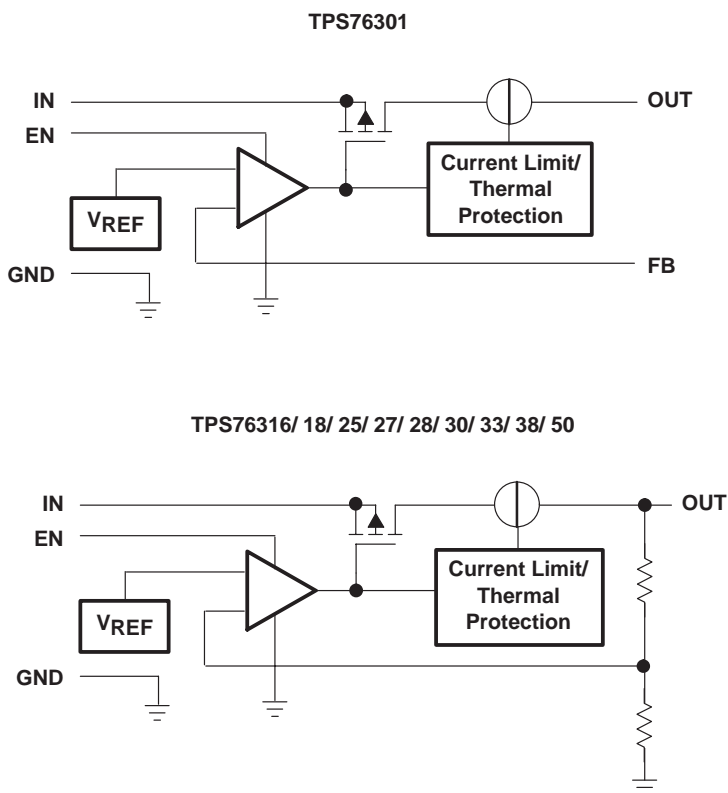 TPS76301
IN
OUT
EN
Current Limit/
Thermal
Protection
VREF
GND
FB
TPS76316/ 18/ 25/ 27/ 28/ 30/ 33/ 38/ 50
IN
OUT
EN
Current Limit/
Thermal
Protection
VREF
GND